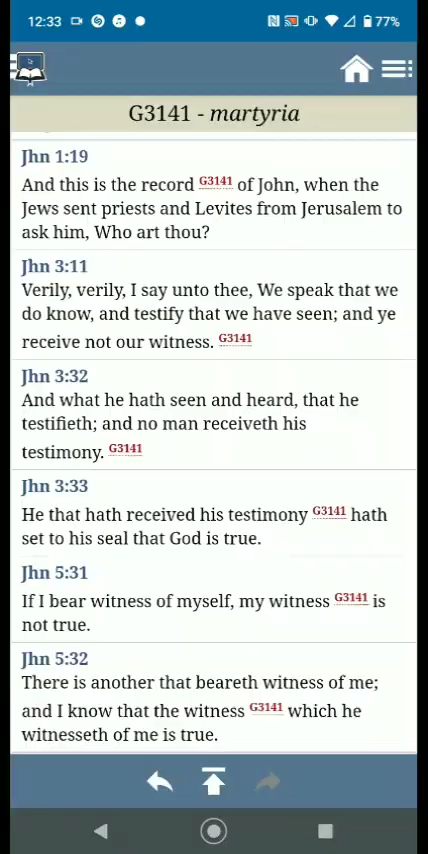 12:33
77%
G3141 - martyria
Jhn 1:19
And this is the record G3141 of John, when the
Jews sent priests and Levites from Jerusalem to
ask him, Who art thou?
Jhn 3:11
Verily, verily, I say unto thee, We speak that we
do know, and testify that we have seen; and ye
receive not our witness. G3141
Jhn 3:32
And what he hath seen and heard, that he
testifieth; and no man receiveth his
testimony. G3141
Jhn 3:33
He that hath received his testimony G3141 hath
set to his seal that God is true.
Jhn 5:31
If I bear witness of myself, my witness G3141 is
not true.
Jhn 5:32
There is another that beareth witness of me;
and I know that the witness G3141 which he
witnesseth of me is true.